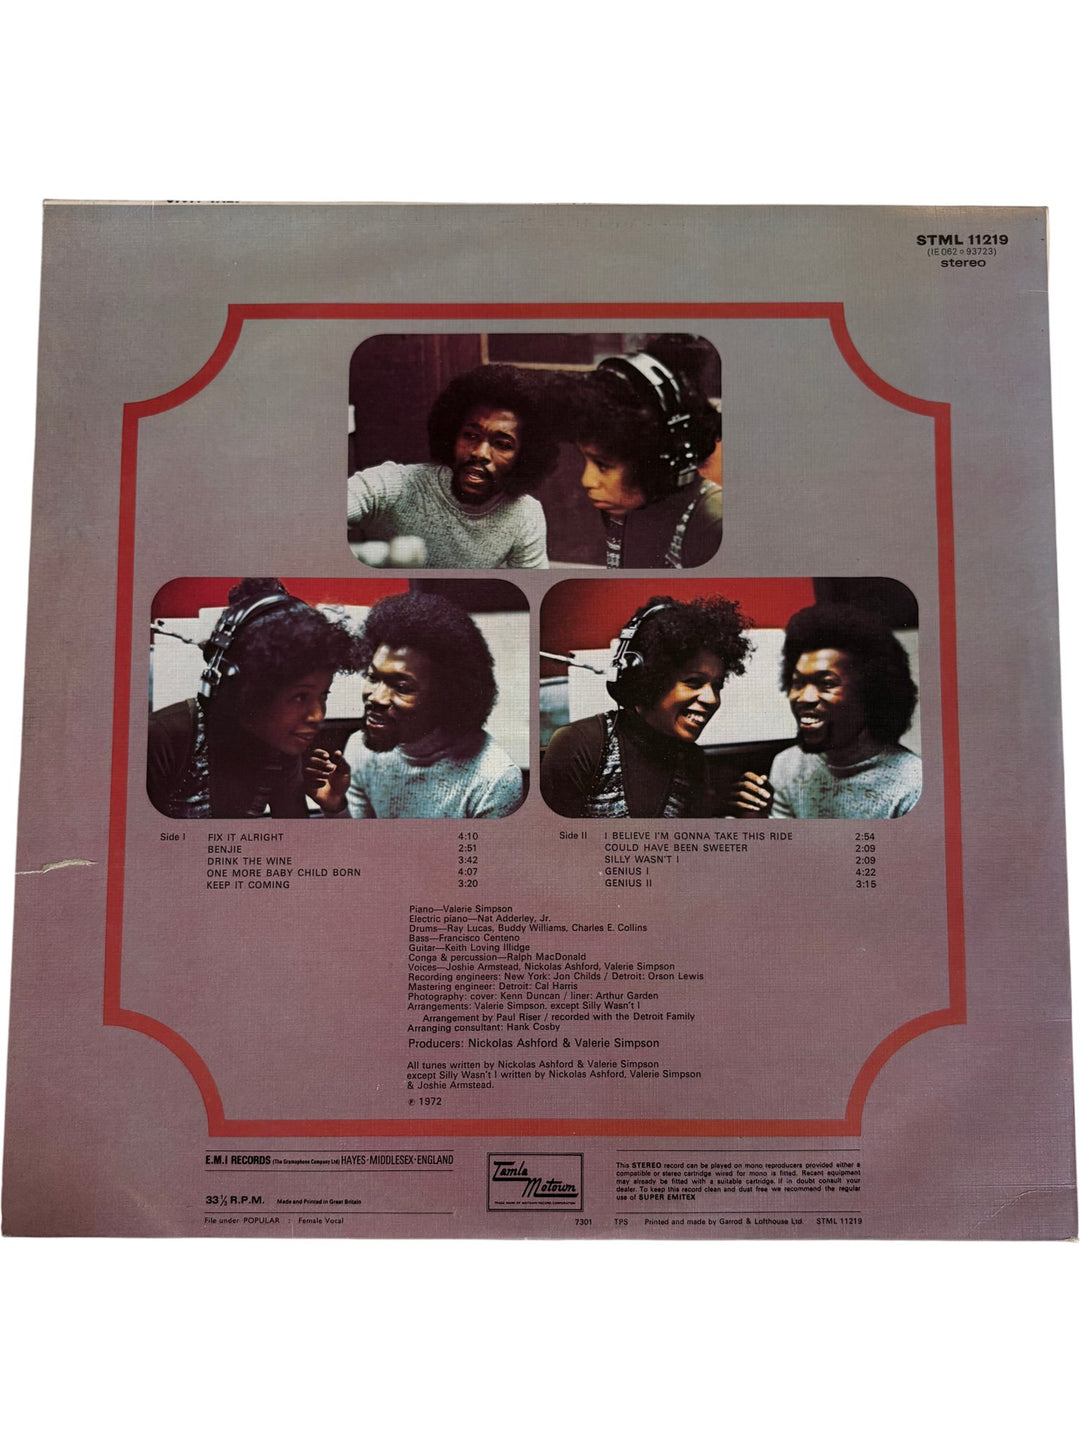 STML 11219
(IE 062 o 93723)
stereo
Side I FIX IT ALRIGHT 4:10
BENJIE 2:51
DRINK THE WINE 3:42
ONE MORE BABY CHILD BORN 4:07
KEEP IT COMING 3:20
Side II I BELIEVE I'M GONNA TAKE THIS RIDE 2:54
COULD HAVE BEEN SWEETER 2:09
SILLY WASN'T I 2:09
GENIUS I 4:22
GENIUS II 3:15
Piano—Valerie Simpson
Electric piano—Nat Adderley, Jr.
Drums—Ray Lucas, Buddy Williams, Charles E. Collins
Bass—Francisco Centeno
Guitar—Keith Loving Illidge
Conga & percussion—Ralph MacDonald
Voices—Joshie Armstead, Nickolas Ashford, Valerie Simpson
Recording engineers: New York: Jon Childs / Detroit: Orson Lewis
Mastering engineer: Detroit: Cal Harris
Photography: cover: Kenn Duncan / liner: Arthur Garden
Arrangements: Valerie Simpson, except Silly Wasn't I
Arrangement by Paul Riser / recorded with the Detroit Family
Arranging consultant: Hank Cosby
Producers: Nickolas Ashford & Valerie Simpson
All tunes written by Nickolas Ashford & Valerie Simpson
except Silly Wasn't I written by Nickolas Ashford, Valerie Simpson
& Joshie Armstead.
℗ 1972
E.M.I RECORDS (The Gramophone Company Ltd) HAYES·MIDDLESEX·ENGLAND
33⅓ R.P.M. Made and Printed in Great Britain
File under POPULAR : Female Vocal
Tamla
Motown
TRADE MARK OF MOTOWN RECORD CORPORATION
This STEREO record can be played on mono reproducers provided either a
compatible or stereo cartridge wired for mono is fitted. Recent equipment
may already be fitted with a suitable cartridge. If in doubt consult your
dealer. To keep this record clean and dust free we recommend the regular
use of SUPER EMITEX
7301 TPS Printed and made by Garrod & Lofthouse Ltd. STML 11219